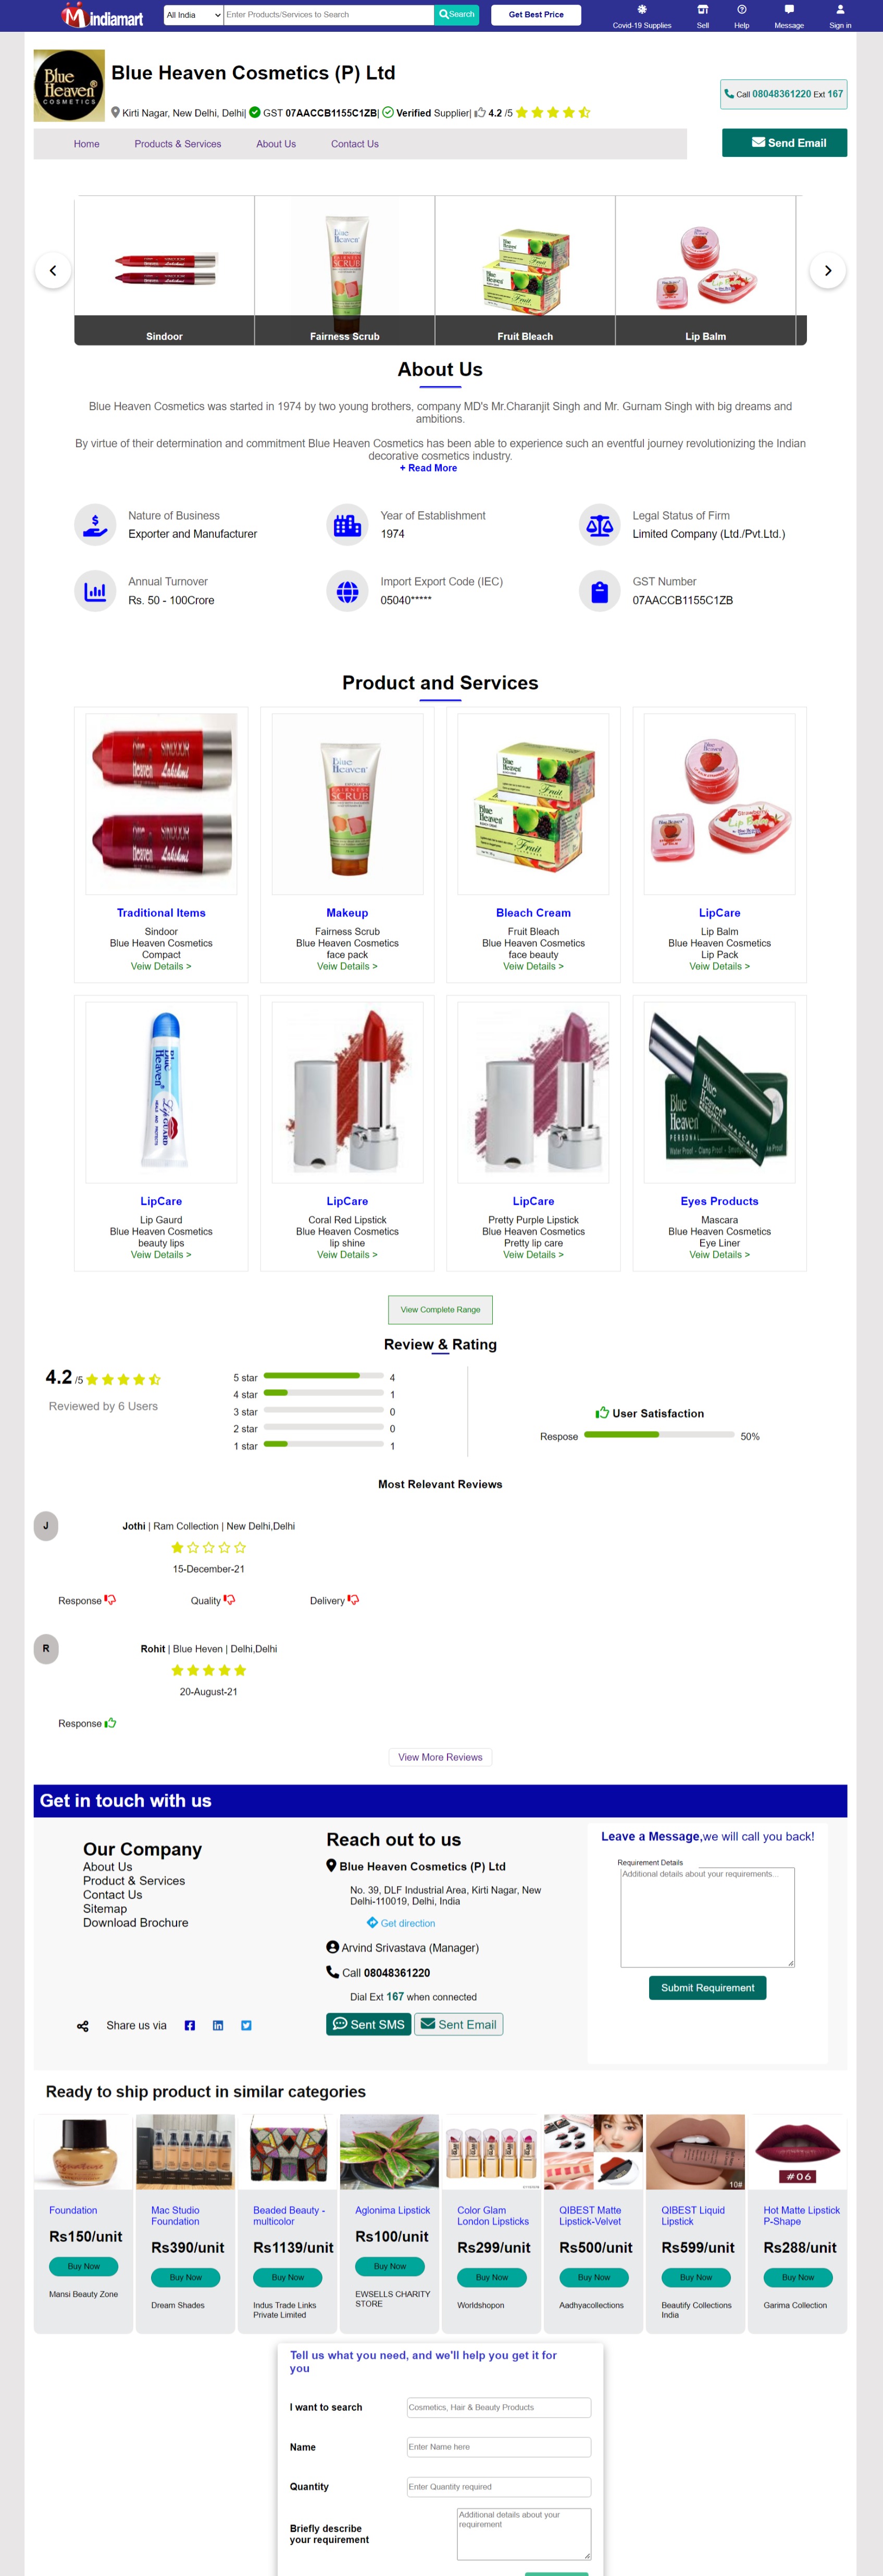 indiamart
All India
Enter Products/Services to Search
Search
Get Best Price
Covid-19 Supplies
Sell
Help
Message
Sign in
Blue Heaven COSMETICS
Blue Heaven Cosmetics (P) Ltd
Kirti Nagar, New Delhi, Delhi| GST 07AACCB1155C1ZB| Verified Supplier| 4.2 /5
Call 08048361220 Ext 167
Home
Products & Services
About Us
Contact Us
Send Email
Sindoor
Fairness Scrub
Fruit Bleach
Lip Balm
About Us
Blue Heaven Cosmetics was started in 1974 by two young brothers, company MD's Mr.Charanjit Singh and Mr. Gurnam Singh with big dreams and
ambitions.
By virtue of their determination and commitment Blue Heaven Cosmetics has been able to experience such an eventful journey revolutionizing the Indian
decorative cosmetics industry.
+ Read More
Nature of Business
Exporter and Manufacturer
Year of Establishment
1974
Legal Status of Firm
Limited Company (Ltd./Pvt.Ltd.)
Annual Turnover
Rs. 50 - 100Crore
Import Export Code (IEC)
05040*****
GST Number
07AACCB1155C1ZB
Product and Services
Traditional Items
Sindoor
Blue Heaven Cosmetics
Compact
Veiw Details >
Makeup
Fairness Scrub
Blue Heaven Cosmetics
face pack
Veiw Details >
Bleach Cream
Fruit Bleach
Blue Heaven Cosmetics
face beauty
Veiw Details >
LipCare
Lip Balm
Blue Heaven Cosmetics
Lip Pack
Veiw Details >
LipCare
Lip Gaurd
Blue Heaven Cosmetics
beauty lips
Veiw Details >
LipCare
Coral Red Lipstick
Blue Heaven Cosmetics
lip shine
Veiw Details >
LipCare
Pretty Purple Lipstick
Blue Heaven Cosmetics
Pretty lip care
Veiw Details >
Eyes Products
Mascara
Blue Heaven Cosmetics
Eye Liner
Veiw Details >
View Complete Range
Review & Rating
4.2 /5
Reviewed by 6 Users
5 star 4
4 star 1
3 star 0
2 star 0
1 star 1
User Satisfaction
Respose 50%
Most Relevant Reviews
J
Jothi | Ram Collection | New Delhi,Delhi
15-December-21
Response
Quality
Delivery
R
Rohit | Blue Heven | Delhi,Delhi
20-August-21
Response
View More Reviews
Get in touch with us
Our Company
About Us
Product & Services
Contact Us
Sitemap
Download Brochure
Share us via
Reach out to us
Blue Heaven Cosmetics (P) Ltd
No. 39, DLF Industrial Area, Kirti Nagar, New
Delhi-110019, Delhi, India
Get direction
Arvind Srivastava (Manager)
Call 08048361220
Dial Ext 167 when connected
Sent SMS
Sent Email
Leave a Message,we will call you back!
Requirement Details
Additional details about your requirements...
Submit Requirement
Ready to ship product in similar categories
10#
#06
Foundation
Rs150/unit
Buy Now
Mansi Beauty Zone
Mac Studio
Foundation
Rs390/unit
Buy Now
Dream Shades
Beaded Beauty -
multicolor
Rs1139/unit
Buy Now
Indus Trade Links
Private Limited
Aglonima Lipstick
Rs100/unit
Buy Now
EWSELLS CHARITY
STORE
Color Glam
London Lipsticks
Rs299/unit
Buy Now
Worldshopon
QIBEST Matte
Lipstick-Velvet
Rs500/unit
Buy Now
Aadhyacollections
QIBEST Liquid
Lipstick
Rs599/unit
Buy Now
Beautify Collections
India
Hot Matte Lipstick
P-Shape
Rs288/unit
Buy Now
Garima Collection
Tell us what you need, and we'll help you get it for
you
I want to search
Cosmetics, Hair & Beauty Products
Name
Enter Name here
Quantity
Enter Quantity required
Briefly describe
your requirement
Additional details about your
requirement